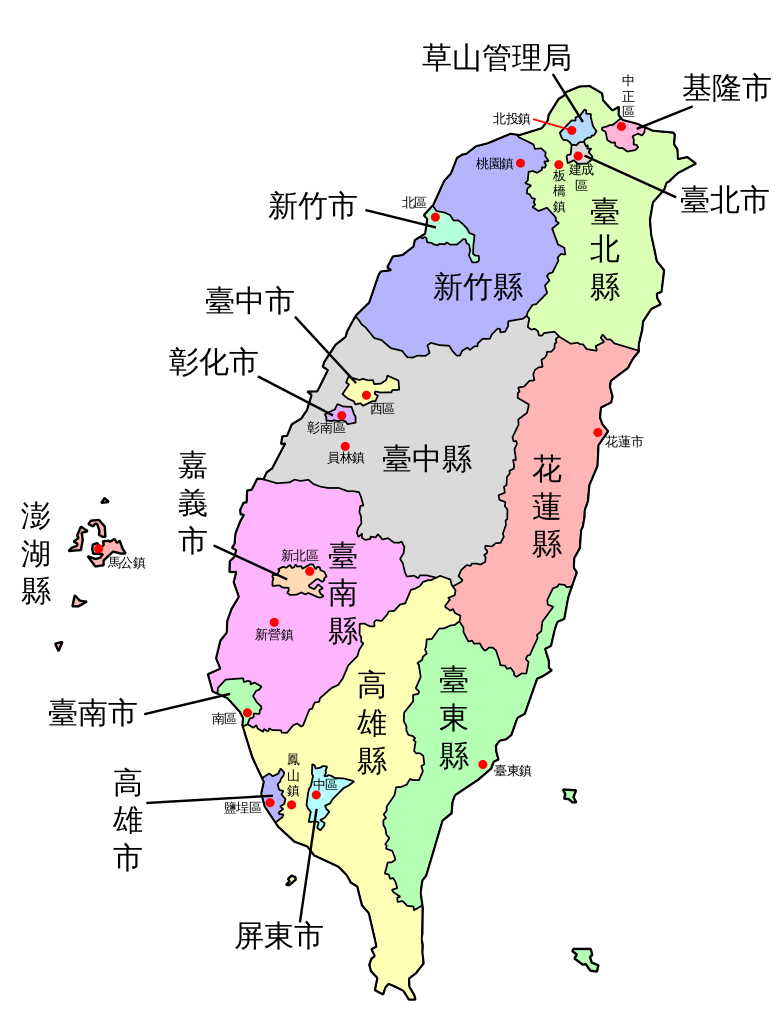 草山管理局
中正區
基隆市
北投鎮
桃園鎮
板橋鎮
建成區
臺北市
北區
新竹市
臺北縣
新竹縣
臺中市
彰化市
西區
彰南區
員林鎮
臺中縣
花蓮市
花蓮縣
嘉義市
澎湖縣
馬公鎮
新北區
臺南縣
新營鎮
臺南市
南區
高雄縣
臺東縣
臺東鎮
鳳山鎮
中區
高雄市
鹽埕區
屏東市